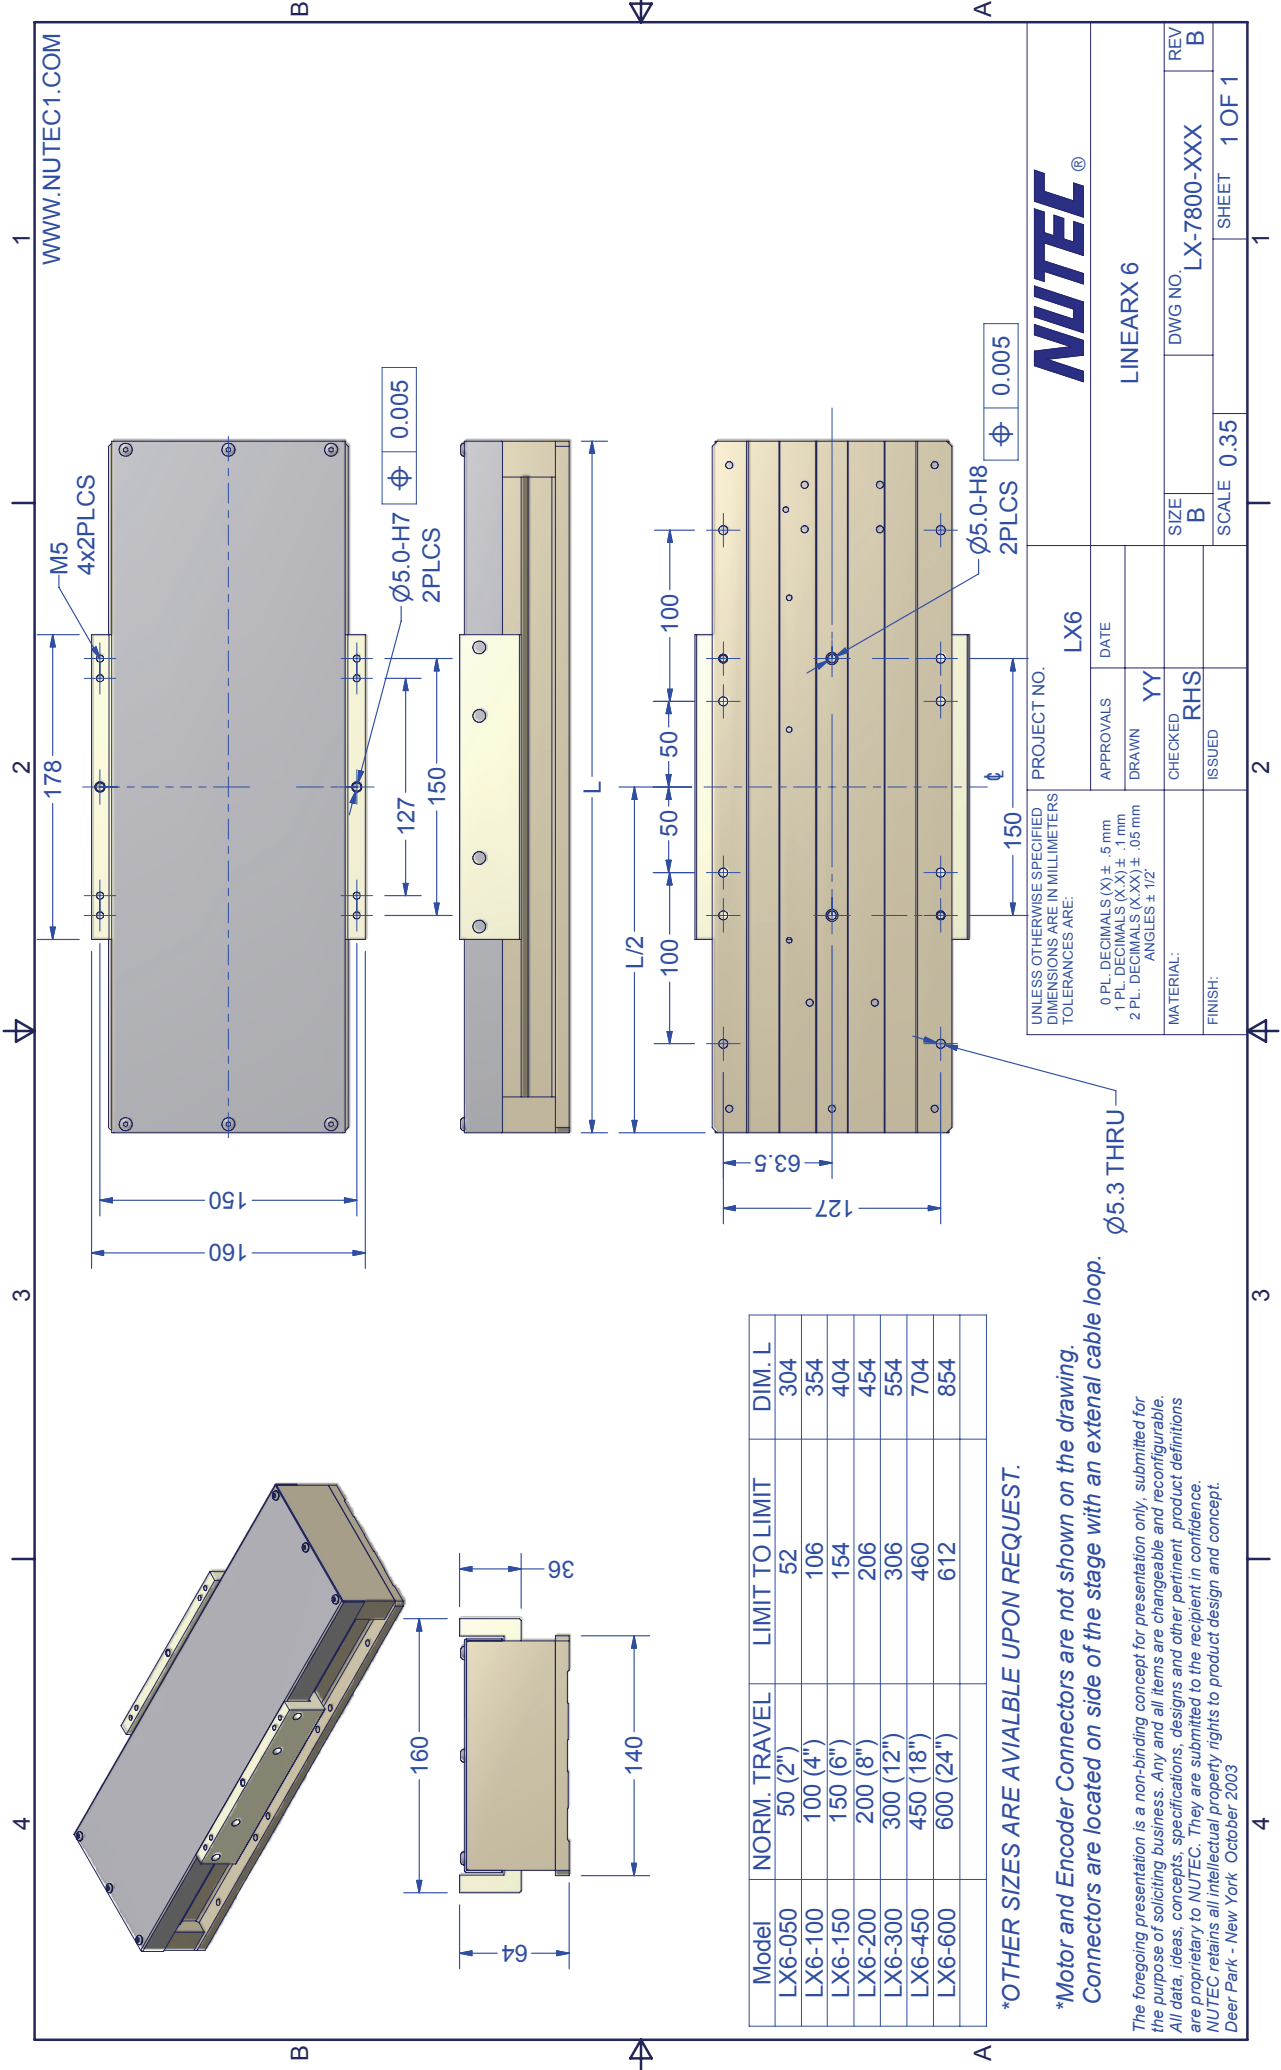 4
3
2
1
WWW.NUTEC1.COM
B
B
178
M5
4x2PLCS
150
160
Ø5.0-H7
2PLCS
⌖ 0.005
127
150
160
36
64
140
L
L/2
100
50
50
100
63.5
127
150
℄
Ø5.0-H8
2PLCS
⌖ 0.005
Ø5.3 THRU
Model NORM. TRAVEL LIMIT TO LIMIT DIM. L
LX6-050 50 (2") 52 304
LX6-100 100 (4") 106 354
LX6-150 150 (6") 154 404
LX6-200 200 (8") 206 454
LX6-300 300 (12") 306 554
LX6-450 450 (18") 460 704
LX6-600 600 (24") 612 854
*OTHER SIZES ARE AVIALBLE UPON REQUEST.
*Motor and Encoder Connectors are not shown on the drawing.
Connectors are located on side of the stage with an extenal cable loop.
The foregoing presentation is a non-binding concept for presentation only, submitted for
the purpose of soliciting business. Any and all items are changeable and reconfigurable.
All data, ideas, concepts, specifications, designs and other pertinent product definitions
are proprietary to NUTEC. They are submitted to the recipient in confidence.
NUTEC retains all intellectual property rights to product design and concept.
Deer Park - New York October 2003
A
A
UNLESS OTHERWISE SPECIFIED
DIMENSIONS ARE IN MILLIMETERS
TOLERANCES ARE:
0 PL. DECIMALS (X) ± .5 mm
1 PL. DECIMALS (X.X) ± .1 mm
2 PL. DECIMALS (X.XX) ± .05 mm
ANGLES ± 1/2°
MATERIAL:
FINISH:
PROJECT NO.
LX6
APPROVALS DATE
DRAWN
YY
CHECKED
RHS
ISSUED
NUTEC ®
LINEARX 6
SIZE
B
DWG NO.
LX-7800-XXX
REV
B
SCALE 0.35
SHEET 1 OF 1
4
3
2
1